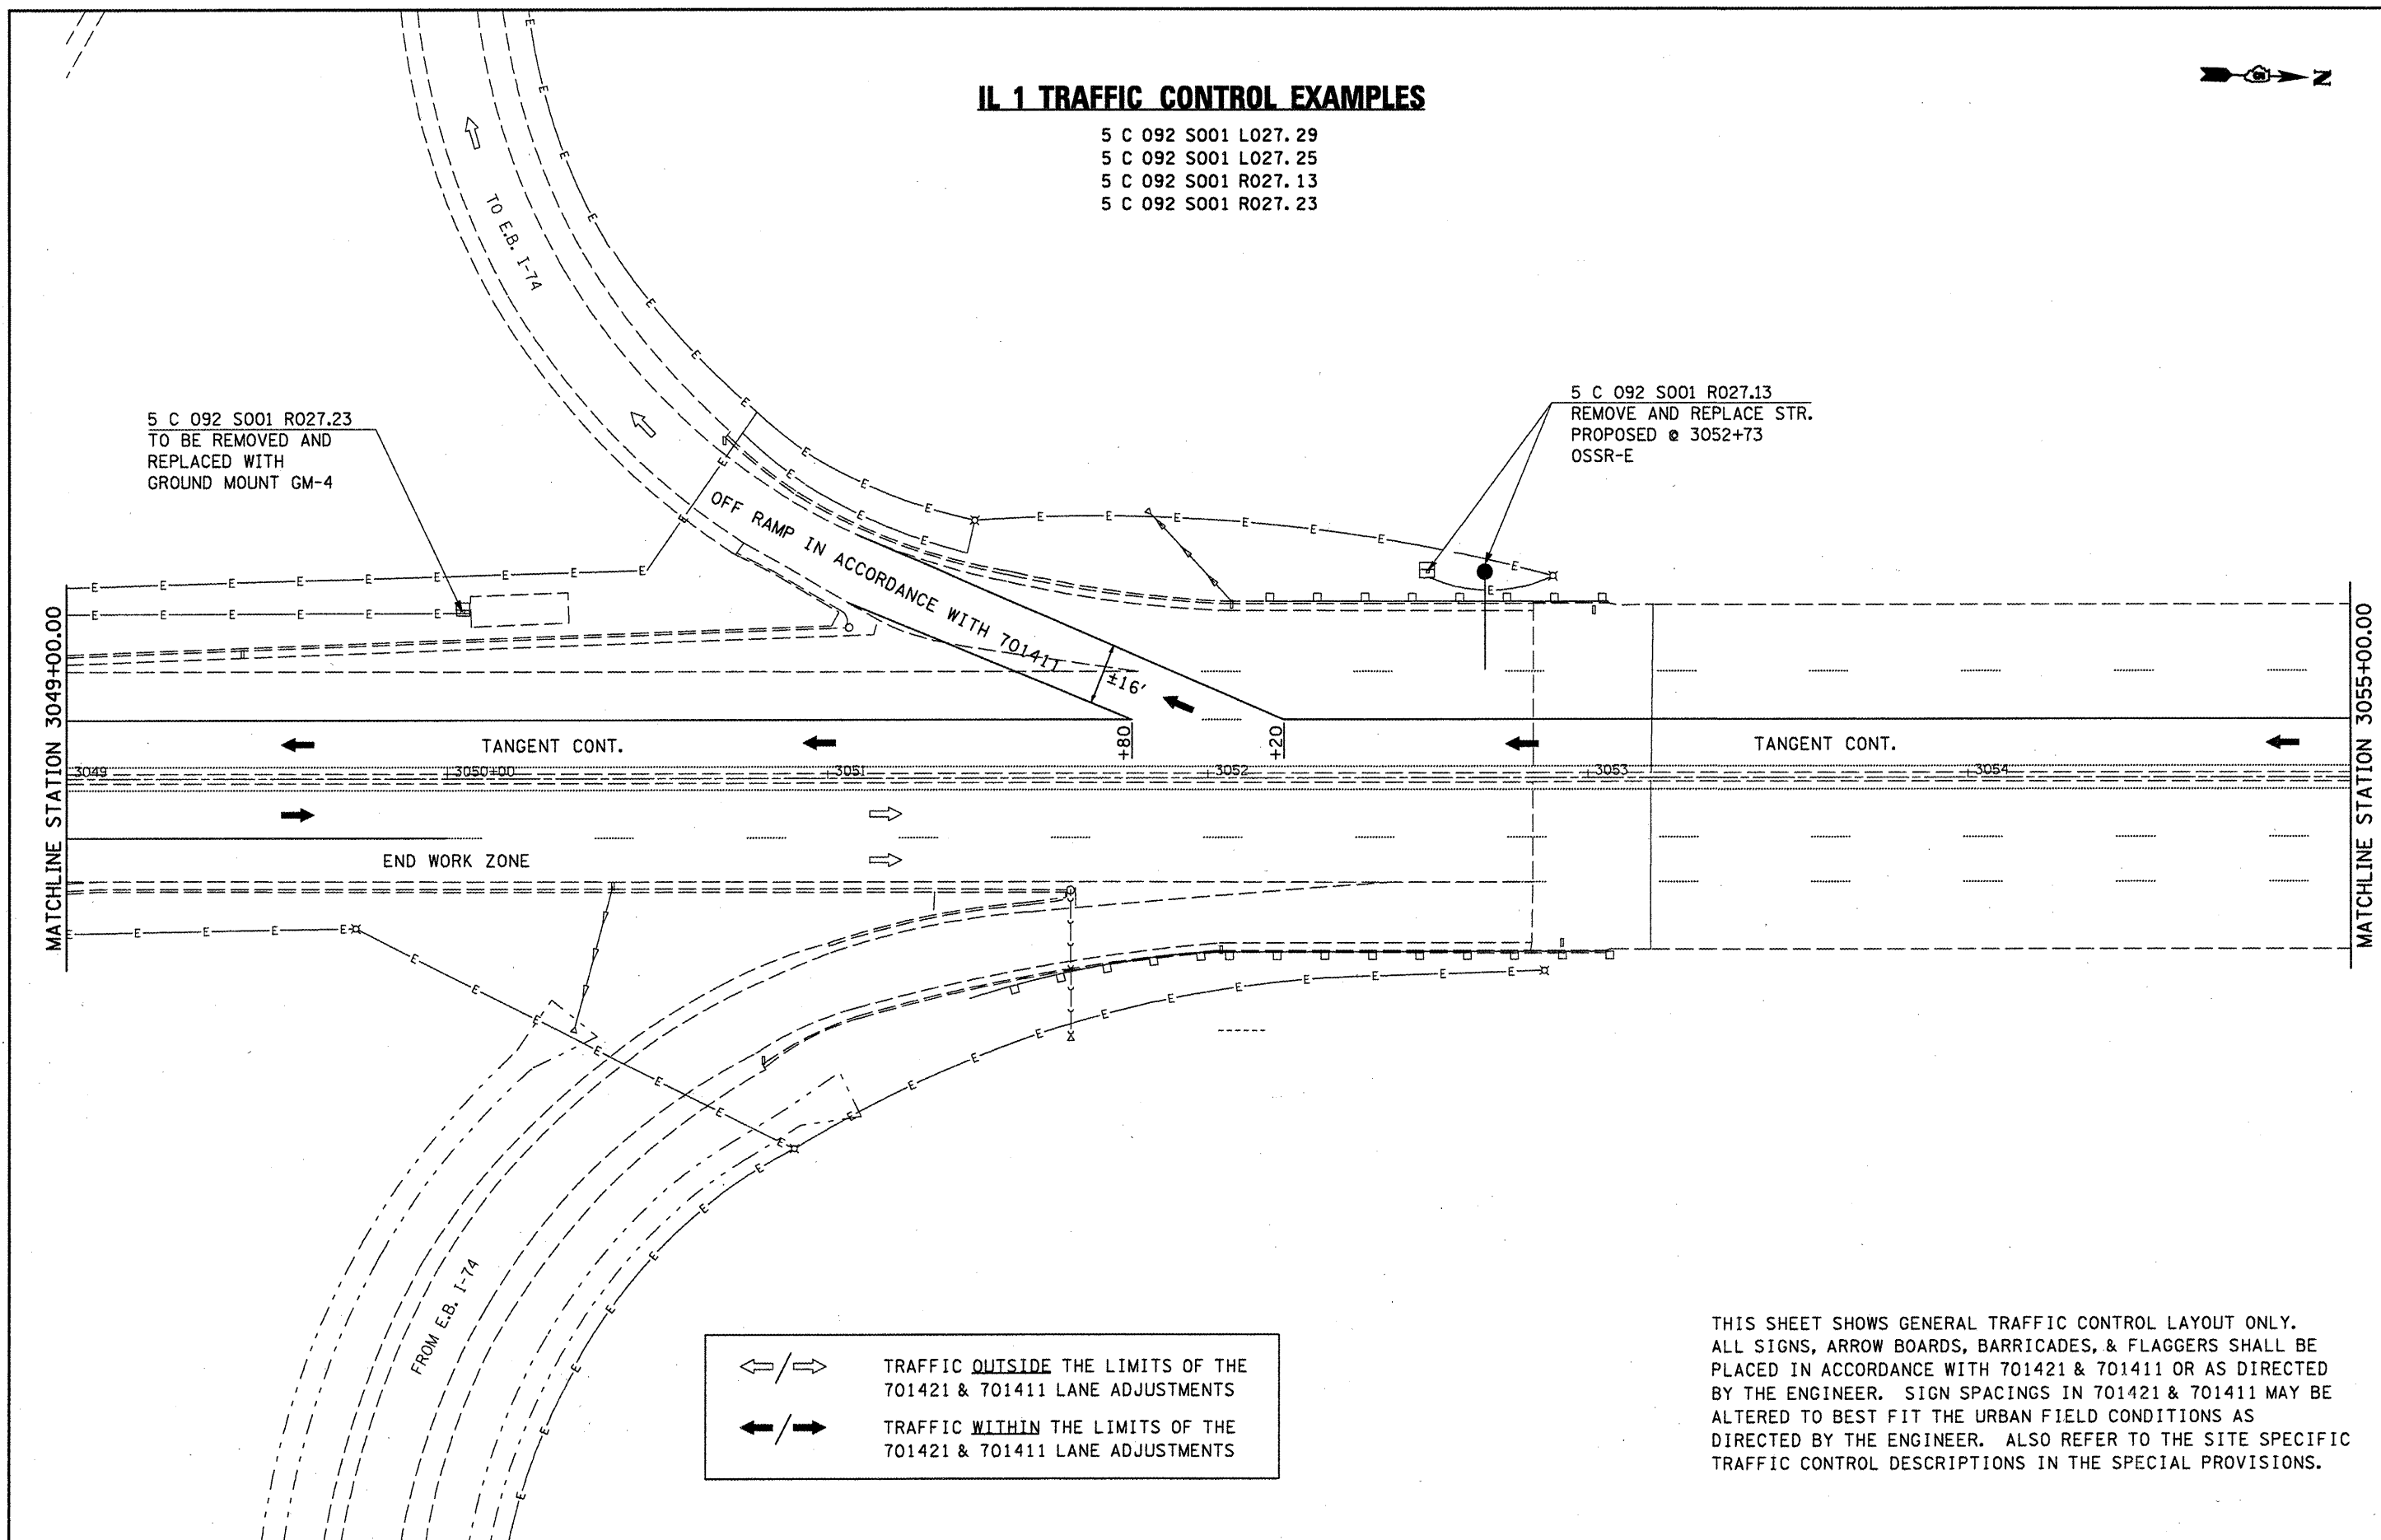 IL 1 TRAFFIC CONTROL EXAMPLES
5 C 092 S001 L027.29
5 C 092 S001 L027.25
5 C 092 S001 R027.13
5 C 092 S001 R027.23
N
TO E.B. I-74
5 C 092 S001 R027.23
TO BE REMOVED AND
REPLACED WITH
GROUND MOUNT GM-4
5 C 092 S001 R027.13
REMOVE AND REPLACE STR.
PROPOSED @ 3052+73
OSSR-E
OFF RAMP IN ACCORDANCE WITH 701411
±16'
MATCHLINE STATION 3049+00.00
MATCHLINE STATION 3055+00.00
+80
+20
TANGENT CONT.
TANGENT CONT.
3049
3050+00
3051
3052
3053
3054
END WORK ZONE
FROM E.B. I-74
TRAFFIC OUTSIDE THE LIMITS OF THE
701421 & 701411 LANE ADJUSTMENTS
TRAFFIC WITHIN THE LIMITS OF THE
701421 & 701411 LANE ADJUSTMENTS
THIS SHEET SHOWS GENERAL TRAFFIC CONTROL LAYOUT ONLY.
ALL SIGNS, ARROW BOARDS, BARRICADES, & FLAGGERS SHALL BE
PLACED IN ACCORDANCE WITH 701421 & 701411 OR AS DIRECTED
BY THE ENGINEER. SIGN SPACINGS IN 701421 & 701411 MAY BE
ALTERED TO BEST FIT THE URBAN FIELD CONDITIONS AS
DIRECTED BY THE ENGINEER. ALSO REFER TO THE SITE SPECIFIC
TRAFFIC CONTROL DESCRIPTIONS IN THE SPECIAL PROVISIONS.